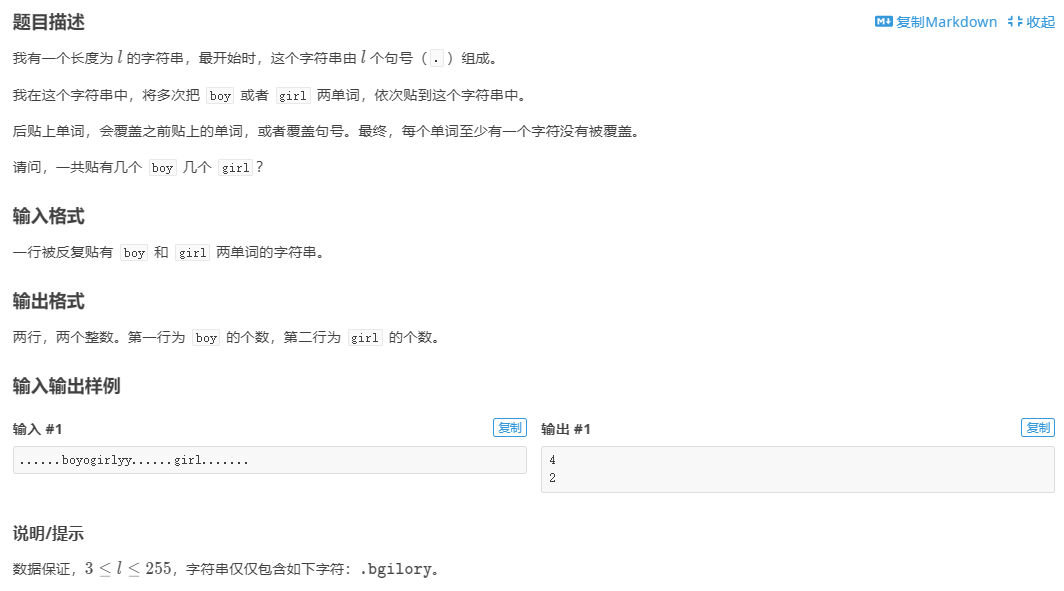 题目描述
复制Markdown 收起
我有一个长度为 l 的字符串，最开始时，这个字符串由 l 个句号（ . ）组成。
我在这个字符串中，将多次把 boy 或者 girl 两单词，依次贴到这个字符串中。
后贴上单词，会覆盖之前贴上的单词，或者覆盖句号。最终，每个单词至少有一个字符没有被覆盖。
请问，一共贴有几个 boy 几个 girl？
输入格式
一行被反复贴有 boy 和 girl 两单词的字符串。
输出格式
两行，两个整数。第一行为 boy 的个数，第二行为 girl 的个数。
输入输出样例
输入 #1
复制
......boyogirlyy......girl.......
输出 #1
复制
4
2
说明/提示
数据保证，3 ≤ l ≤ 255，字符串仅仅包含如下字符：.bgilory。